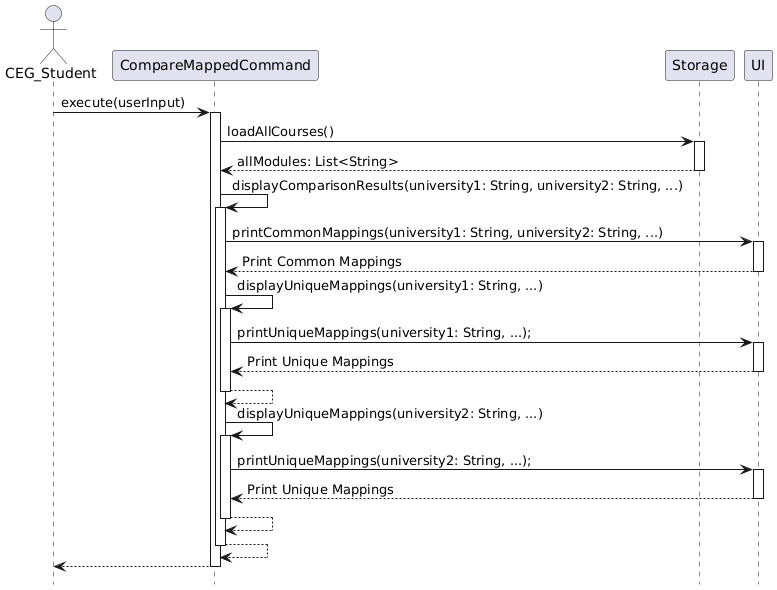 CEG_Student
CompareMappedCommand
Storage
UI
execute(userInput)
loadAllCourses()
allModules: List<String>
displayComparisonResults(university1: String, university2: String, ...)
printCommonMappings(university1: String, university2: String, ...)
Print Common Mappings
displayUniqueMappings(university1: String, ...)
printUniqueMappings(university1: String, ...);
Print Unique Mappings
displayUniqueMappings(university2: String, ...)
printUniqueMappings(university2: String, ...);
Print Unique Mappings